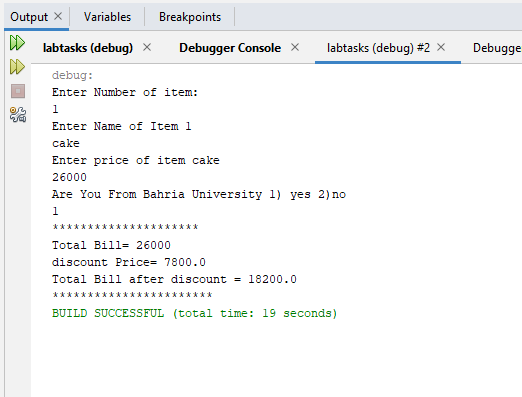 Output × Variables Breakpoints
labtasks (debug) × Debugger Console × labtasks (debug) #2 × Debugge
debug:
Enter Number of item:
1
Enter Name of Item 1
cake
Enter price of item cake
26000
Are You From Bahria University 1) yes 2)no
1
*********************
Total Bill= 26000
discount Price= 7800.0
Total Bill after discount = 18200.0
***********************
BUILD SUCCESSFUL (total time: 19 seconds)